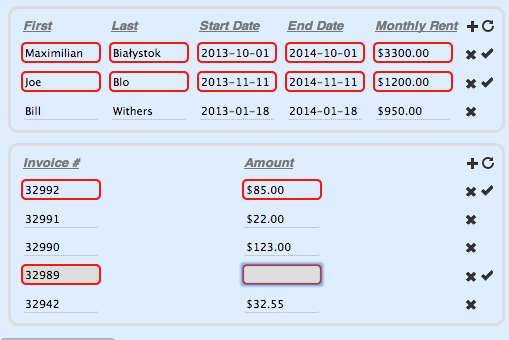 First Last Start Date End Date Monthly Rent
Maximilian Białystok 2013-10-01 2014-10-01 $3300.00
Joe Blo 2013-11-11 2014-11-11 $1200.00
Bill Withers 2013-01-18 2014-01-18 $950.00
Invoice # Amount
32992 $85.00
32991 $22.00
32990 $123.00
32989
32942 $32.55